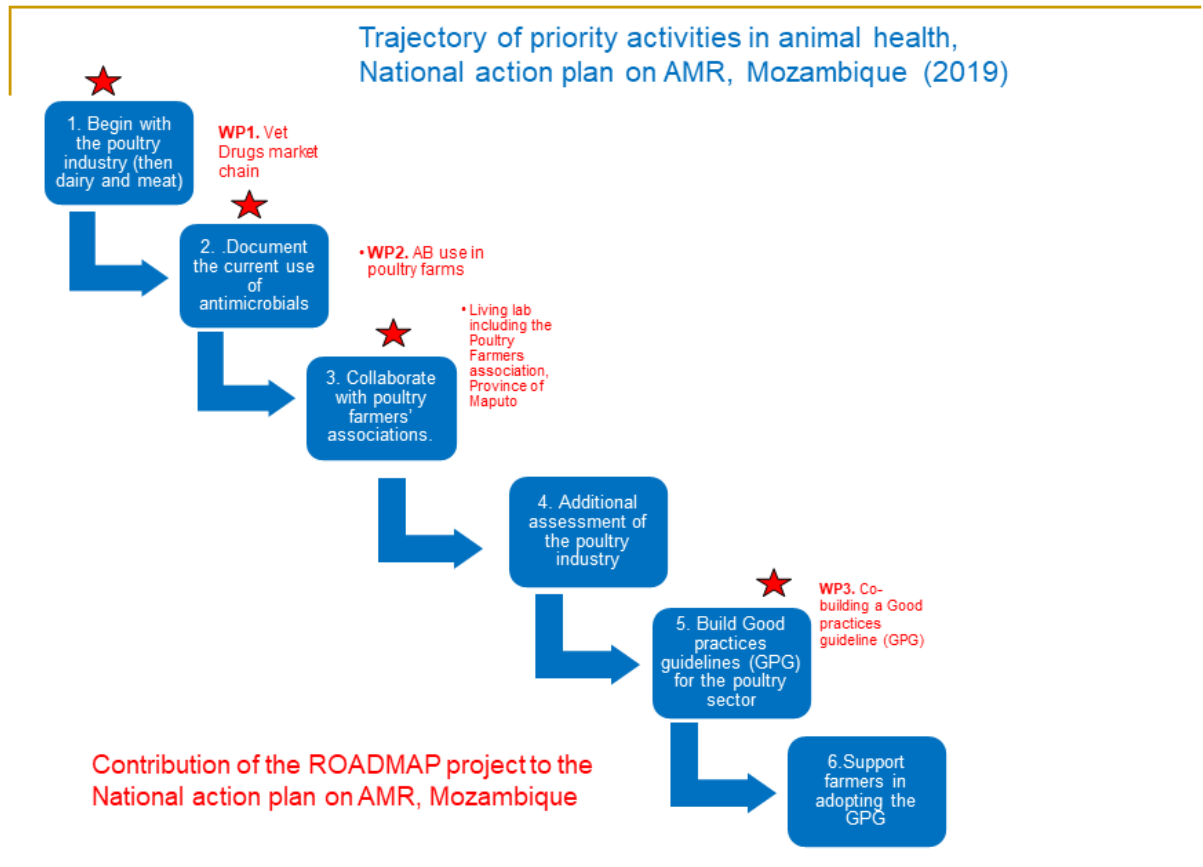 Trajectory of priority activities in animal health,
National action plan on AMR, Mozambique (2019)
1. Begin with
the poultry
industry (then
dairy and meat)
WP1. Vet
Drugs market
chain
2. .Document
the current use
of
antimicrobials
• WP2. AB use in
poultry farms
3. Collaborate
with poultry
farmers’
associations.
• Living lab
including the
Poultry
Farmers
association,
Province of
Maputo
4. Additional
assessment of
the poultry
industry
5. Build Good
practices
guidelines (GPG)
for the poultry
sector
WP3. Co-
building a Good
practices
guideline (GPG)
6.Support
farmers in
adopting the
GPG
Contribution of the ROADMAP project to the
National action plan on AMR, Mozambique